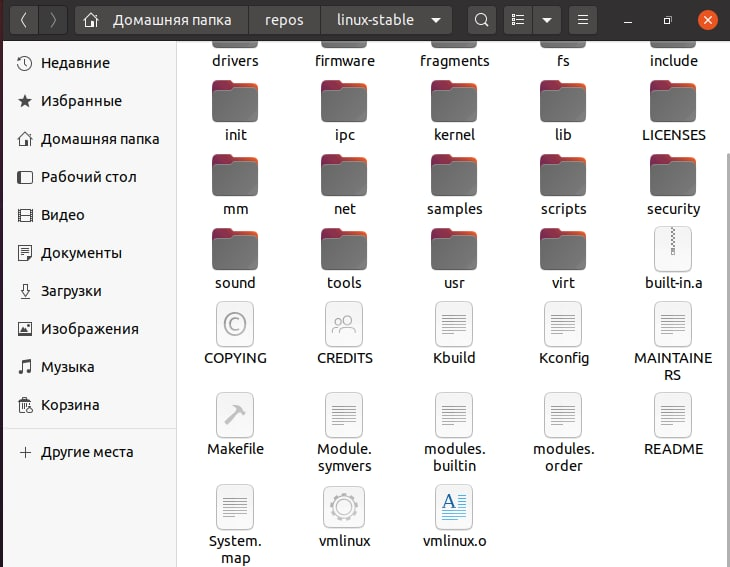 Домашняя папка repos linux-stable
drivers firmware fragments fs include
Недавние
Избранные
Домашняя папка
Рабочий стол
Видео
Документы
Загрузки
Изображения
Музыка
Корзина
Другие места
init ipc kernel lib LICENSES
mm net samples scripts security
sound tools usr virt built-in.a
COPYING CREDITS Kbuild Kconfig MAINTAINE
RS
Makefile Module. modules. modules. README
symvers builtin order
System. vmlinux vmlinux.o
map